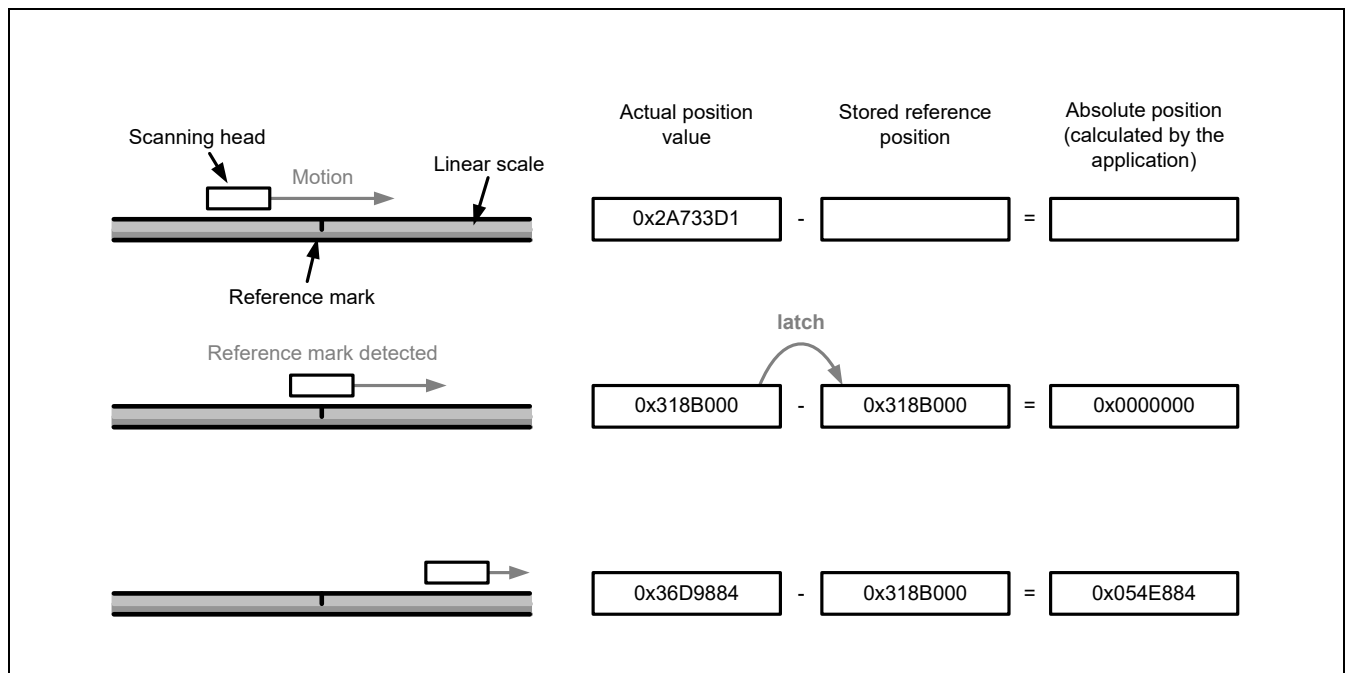 Actual position
value
Stored reference
position
Absolute position
(calculated by the
application)
Scanning head
Motion
Linear scale
0x2A733D1 - =
Reference mark
latch
Reference mark detected
0x318B000 - 0x318B000 = 0x0000000
0x36D9884 - 0x318B000 = 0x054E884